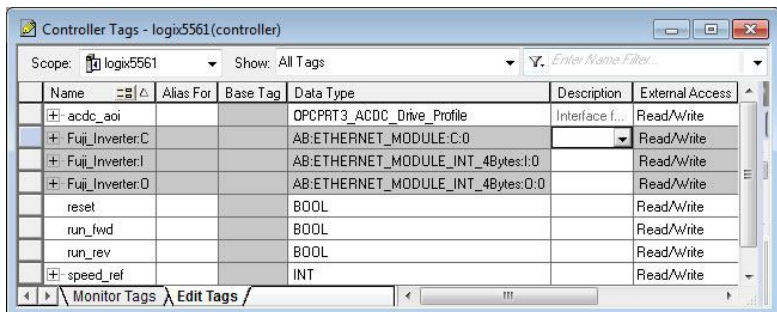 Controller Tags - logix5561(controller)
Scope: logix5561 Show: All Tags Enter Name Filter...
Name Alias For Base Tag Data Type Description External Access
acdc_aoi OPCPRT3_ACDC_Drive_Profile Interface f... Read/Write
Fuji_Inverter:C AB:ETHERNET_MODULE:C:0 Read/Write
Fuji_Inverter:I AB:ETHERNET_MODULE_INT_4Bytes:I:0 Read/Write
Fuji_Inverter:O AB:ETHERNET_MODULE_INT_4Bytes:O:0 Read/Write
reset BOOL Read/Write
run_fwd BOOL Read/Write
run_rev BOOL Read/Write
speed_ref INT Read/Write
Monitor Tags Edit Tags